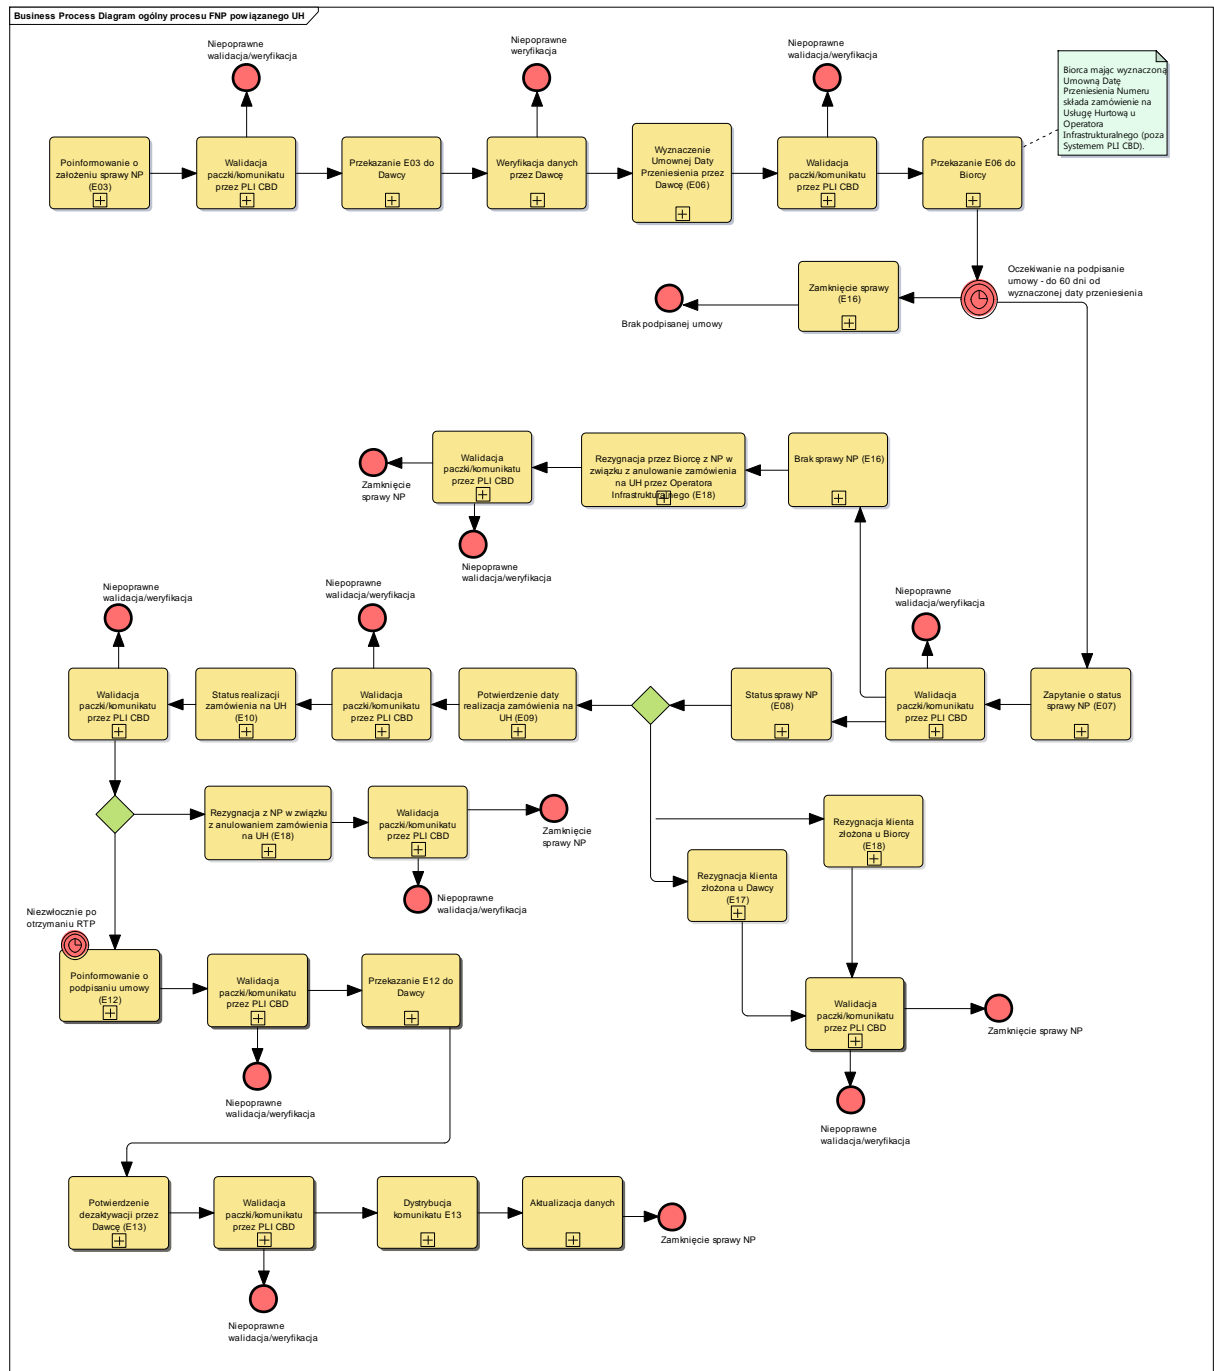 Business Process Diagram ogólny procesu FNP powiązanego UH
Niepoprawne
walidacja/weryfikacja
Niepoprawne
weryfikacja
Niepoprawne
walidacja/weryfikacja
Biorca mając wyznaczoną
Umowną Datę
Przeniesienia Numeru
składa zamówienie na
Usługę Hurtową u
Operatora
Infrastrukturalnego (poza
Systemem PLI CBD).
Poinformowanie o
założeniu sprawy NP
(E03)
Walidacja
paczki/komunikatu
przez PLI CBD
Przekazanie E03 do
Dawcy
Weryfikacja danych
przez Dawcę
Wyznaczenie
Umownej Daty
Przeniesienia przez
Dawcę (E06)
Walidacja
paczki/komunikatu
przez PLI CBD
Przekazanie E06 do
Biorcy
Oczekiwanie na podpisanie
umowy - do 60 dni od
wyznaczonej daty przeniesienia
Zamknięcie sprawy
(E16)
Brak podpisanej umowy
Walidacja
paczki/komunikatu
przez PLI CBD
Rezygnacja przez Biorcę z NP w
związku z anulowanie zamówienia
na UH przez Operatora
Infrastrukturalnego (E18)
Brak sprawy NP (E16)
Zamknięcie
sprawy NP
Niepoprawne
walidacja/weryfikacja
Niepoprawne
walidacja/weryfikacja
Niepoprawne
walidacja/weryfikacja
Niepoprawne
walidacja/weryfikacja
Walidacja
paczki/komunikatu
przez PLI CBD
Status realizacji
zamówienia na UH
(E10)
Walidacja
paczki/komunikatu
przez PLI CBD
Potwierdzenie daty
realizacja zamówienia na
UH (E09)
Status sprawy NP
(E08)
Walidacja
paczki/komunikatu
przez PLI CBD
Zapytanie o status
sprawy NP (E07)
Rezygnacja z NP w związku
z anulowaniem zamówienia
na UH (E18)
Walidacja
paczki/komunikatu
przez PLI CBD
Zamknięcie
sprawy NP
Niepoprawne
walidacja/weryfikacja
Rezygnacja klienta
złożona u Biorcy
(E18)
Rezygnacja klienta
złożona u Dawcy
(E17)
Niezwłocznie po
otrzymaniu RTP
Poinformowanie o
podpisaniu umowy
(E12)
Walidacja
paczki/komunikatu
przez PLI CBD
Przekazanie E12 do
Dawcy
Walidacja
paczki/komunikatu
przez PLI CBD
Zamknięcie sprawy NP
Niepoprawne
walidacja/weryfikacja
Niepoprawne
walidacja/weryfikacja
Potwierdzenie
dezaktywacji przez
Dawcę (E13)
Walidacja
paczki/komunikatu
przez PLI CBD
Dystrybucja
komunikatu E13
Aktualizacja danych
Zamknięcie sprawy NP
Niepoprawne
walidacja/weryfikacja